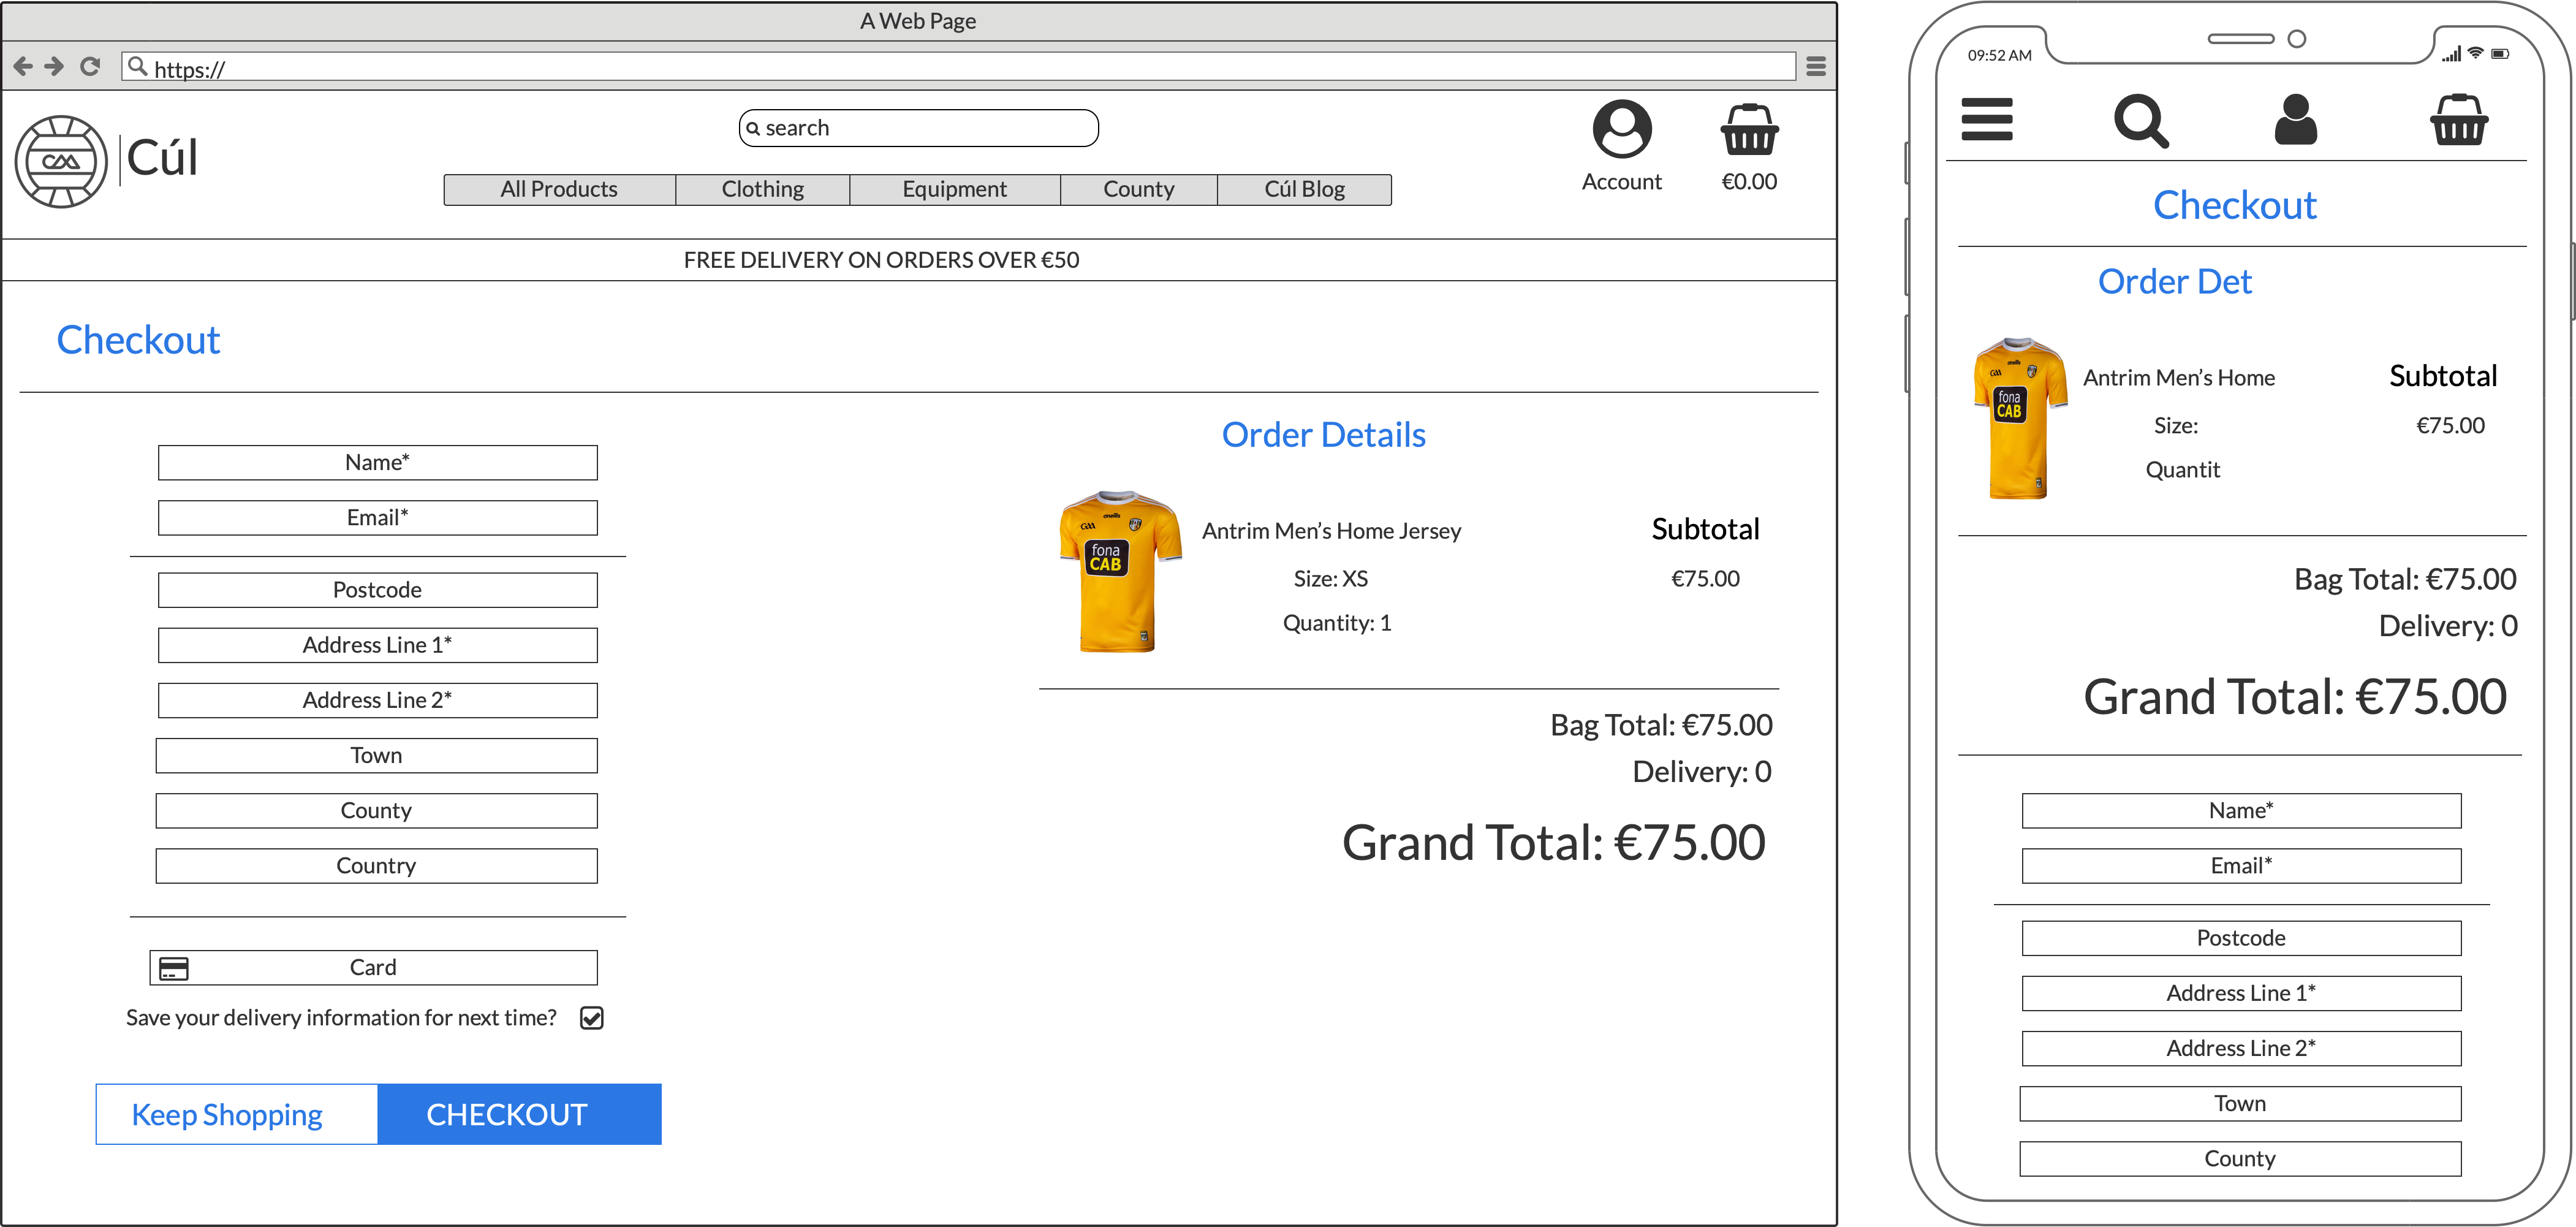 A Web Page
https://
search
Cúl
All Products Clothing Equipment County Cúl Blog
Account €0.00
FREE DELIVERY ON ORDERS OVER €50
Checkout
Name*
Email*
Postcode
Address Line 1*
Address Line 2*
Town
County
Country
Card
Save your delivery information for next time?
Keep Shopping CHECKOUT
Order Details
GAA
oneills
fona
CAB
Antrim Men's Home Jersey
Size: XS
Quantity: 1
Subtotal
€75.00
Bag Total: €75.00
Delivery: 0
Grand Total: €75.00
09:52 AM
Checkout
Order Det
GAA
oneills
fona
CAB
Antrim Men's Home
Size:
Quantit
Subtotal
€75.00
Bag Total: €75.00
Delivery: 0
Grand Total: €75.00
Name*
Email*
Postcode
Address Line 1*
Address Line 2*
Town
County